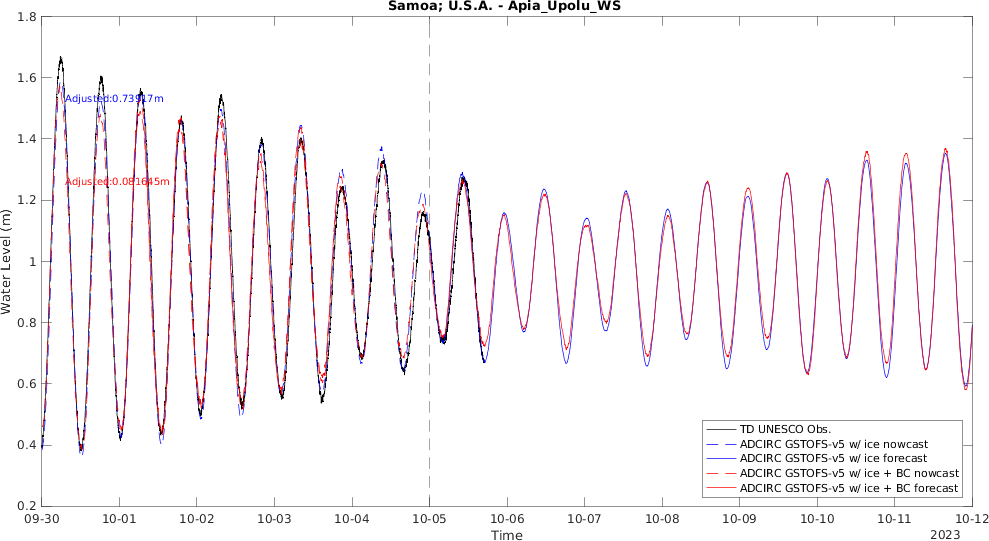 Samoa; U.S.A. - Apia_Upolu_WS
1.8
1.6
1.4
1.2
1
0.8
0.6
0.4
0.2
Water Level (m)
Adjusted:0.73917m
Adjusted:0.081645m
TD UNESCO Obs.
ADCIRC GSTOFS-v5 w/ ice nowcast
ADCIRC GSTOFS-v5 w/ ice forecast
ADCIRC GSTOFS-v5 w/ ice + BC nowcast
ADCIRC GSTOFS-v5 w/ ice + BC forecast
09-30 10-01 10-02 10-03 10-04 10-05 10-06 10-07 10-08 10-09 10-10 10-11 10-12
Time
2023